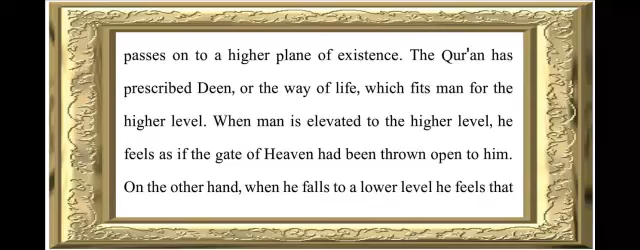 passes on to a higher plane of existence. The Qur'an has
prescribed Deen, or the way of life, which fits man for the
higher level. When man is elevated to the higher level, he
feels as if the gate of Heaven had been thrown open to him.
On the other hand, when he falls to a lower level he feels that